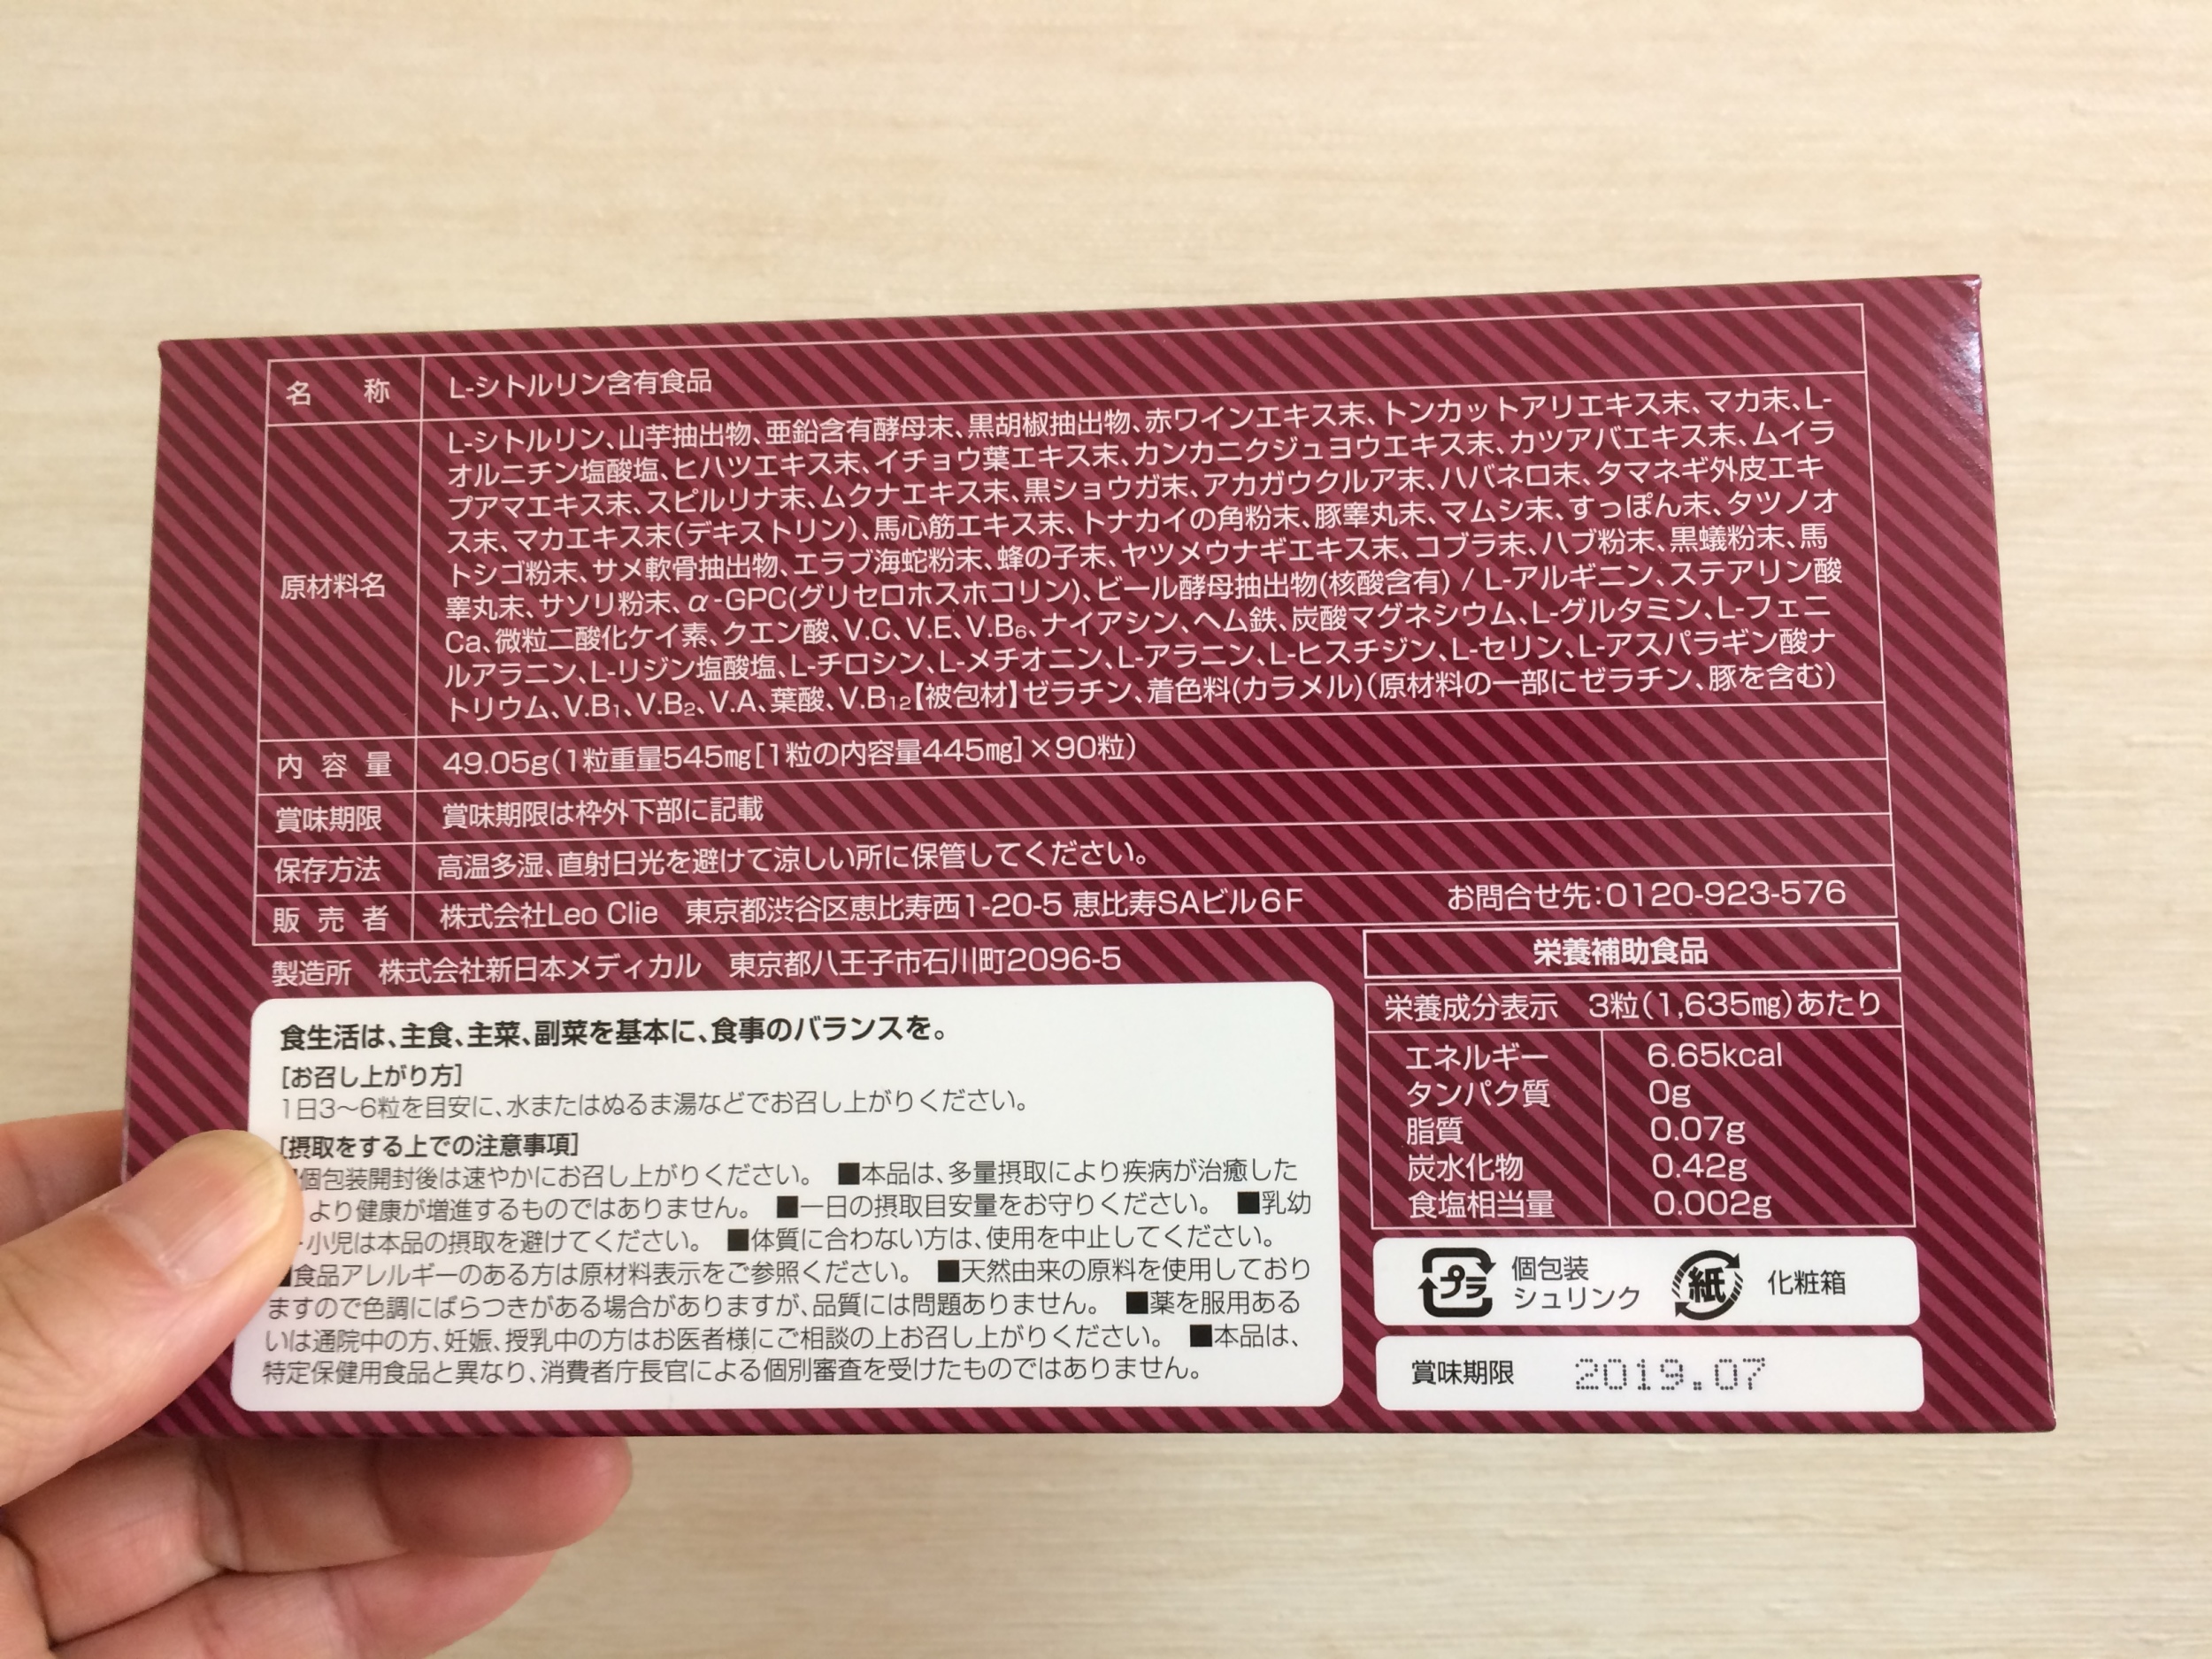 名称 L-シトルリン含有食品
原材料名
L-シトルリン、山芋抽出物、亜鉛含有酵母末、黒胡椒抽出物、赤ワインエキス末、トンカットアリエキス末、マカ末、L-
オルニチン塩酸塩、ヒハツエキス末、イチョウ葉エキス末、カンカニクジュヨウエキス末、カツアバエキス末、ムイラ
プアマエキス末、スピルリナ末、ムクナエキス末、黒ショウガ末、アカガウクルア末、ハバネロ末、タマネギ外皮エキ
ス末、マカエキス末(デキストリン)、馬心筋エキス末、トナカイの角粉末、豚睾丸末、マムシ末、すっぽん末、タツノオ
トシゴ粉末、サメ軟骨抽出物、エラブ海蛇粉末、蜂の子末、ヤツメウナギエキス末、コブラ末、ハブ粉末、黒蟻粉末、馬
睾丸末、サソリ粉末、α-GPC(グリセロホスホコリン)、ビール酵母抽出物(核酸含有) / L-アルギニン、ステアリン酸
Ca、微粒二酸化ケイ素、クエン酸、V.C、V.E、V.B₆、ナイアシン、ヘム鉄、炭酸マグネシウム、L-グルタミン、L-フェニ
ルアラニン、L-リジン塩酸塩、L-チロシン、L-メチオニン、L-アラニン、L-ヒスチジン、L-セリン、L-アスパラギン酸ナ
トリウム、V.B₁、V.B₂、V.A、葉酸、V.B₁₂【被包材】ゼラチン、着色料(カラメル)(原材料の一部にゼラチン、豚を含む)
内容量 49.05g(1粒重量545㎎[1粒の内容量445㎎]×90粒)
賞味期限 賞味期限は枠外下部に記載
保存方法 高温多湿、直射日光を避けて涼しい所に保管してください。
販売者 株式会社Leo Clie 東京都渋谷区恵比寿西1-20-5 恵比寿SAビル6F お問合せ先:0120-923-576
製造所 株式会社新日本メディカル 東京都八王子市石川町2096-5
食生活は、主食、主菜、副菜を基本に、食事のバランスを。
[お召し上がり方]
1日3～6粒を目安に、水またはぬるま湯などでお召し上がりください。
[摂取をする上での注意事項]
個包装開封後は速やかにお召し上がりください。 ■本品は、多量摂取により疾病が治癒した
より健康が増進するものではありません。 ■一日の摂取目安量をお守りください。 ■乳幼
・小児は本品の摂取を避けてください。 ■体質に合わない方は、使用を中止してください。
■食品アレルギーのある方は原材料表示をご参照ください。 ■天然由来の原料を使用しており
ますので色調にばらつきがある場合がありますが、品質には問題ありません。 ■薬を服用ある
いは通院中の方、妊娠、授乳中の方はお医者様にご相談の上お召し上がりください。 ■本品は、
特定保健用食品と異なり、消費者庁長官による個別審査を受けたものではありません。
栄養補助食品
栄養成分表示 3粒(1,635㎎)あたり
エネルギー 6.65kcal
タンパク質 0g
脂質 0.07g
炭水化物 0.42g
食塩相当量 0.002g
プラ 個包装
シュリンク
紙 化粧箱
賞味期限 2019.07